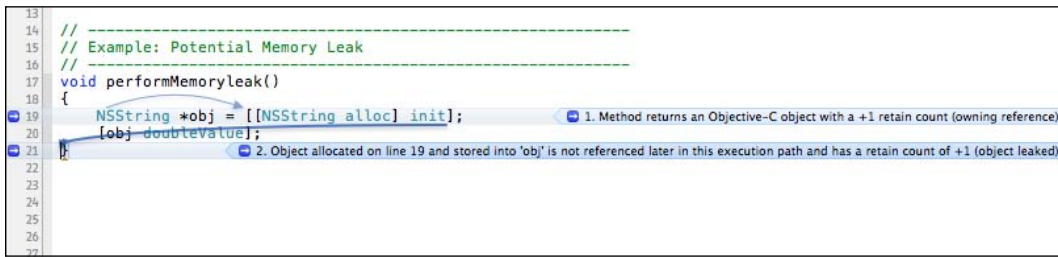 13
14 // --------------------------------------------------------------
15 // Example: Potential Memory Leak
16 // --------------------------------------------------------------
17 void performMemoryleak()
18 {
19 NSString *obj = [[NSString alloc] init]; 1. Method returns an Objective-C object with a +1 retain count (owning reference)
20 [obj doubleValue];
21 } 2. Object allocated on line 19 and stored into 'obj' is not referenced later in this execution path and has a retain count of +1 (object leaked)
22
23
24
25
26
27